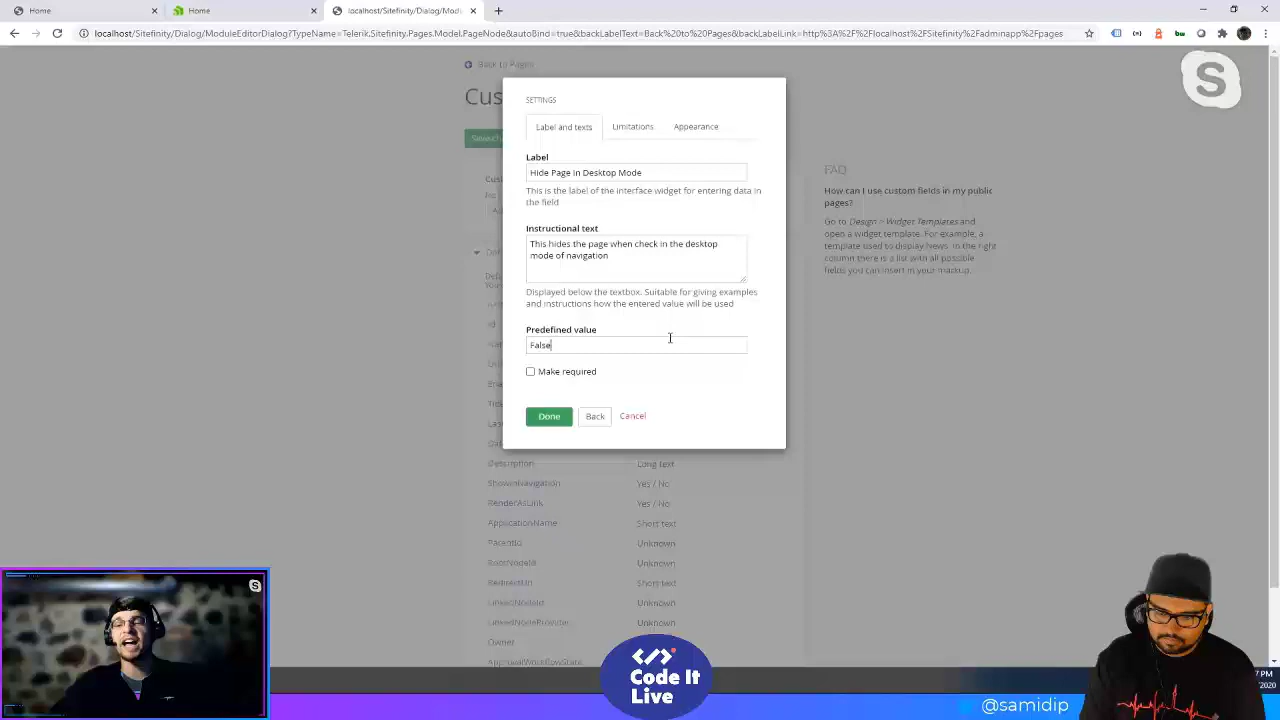 Home
Home
localhost/Sitefinity/Dialog/Modu
localhost/Sitefinity/Dialog/ModuleEditorDialog?TypeName=Telerik.Sitefinity.Pages.Model.PageNode&autoBind=true&backLabelText=Back%20to%20Pages&backLabelLink=http%3A%2F%2Flocalhost%2FSitefinity%2Fadminapp%2Fpages
Back to Pages
Cus
SETTINGS
Label and texts
Limitations
Appearance
Label
Hide Page In Desktop Mode
This is the label of the interface widget for entering data in
the field
Instructional text
This hides the page when check in the desktop
mode of navigation
Displayed below the textbox. Suitable for giving examples
and instructions how the entered value will be used
Predefined value
False
Make required
Done
Back
Cancel
FAQ
How can I use custom fields in my public
pages?
Go to Design > Widget Templates and
open a widget template. For example, a
template used to display News. In the right
column there is a list with all possible
fields you can insert in your markup.
Description Long Text
ShowInNavigation Yes / No
RenderAsLink Yes / No
ApplicationName Short text
ParentId Unknown
RootNodeId Unknown
RedirectUrl Short text
LinkedNodeId Unknown
LinkedNodeProvider Unknown
Owner
ApprovalWorkflowState
S
Code It
Live
@samidip
7 PM
/2020